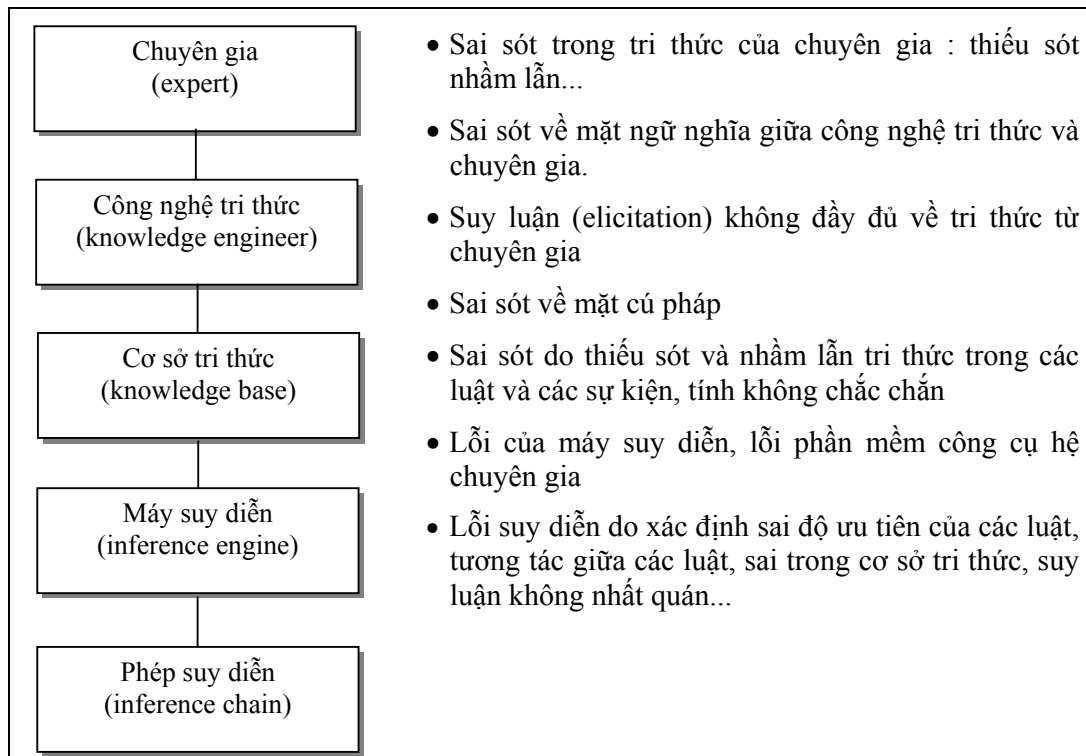 Chuyên gia
(expert)
Công nghệ tri thức
(knowledge engineer)
Cơ sở tri thức
(knowledge base)
Máy suy diễn
(inference engine)
Phép suy diễn
(inference chain)
• Sai sót trong tri thức của chuyên gia : thiếu sót
nhầm lẫn...
• Sai sót về mặt ngữ nghĩa giữa công nghệ tri thức và
chuyên gia.
• Suy luận (elicitation) không đầy đủ về tri thức từ
chuyên gia
• Sai sót về mặt cú pháp
• Sai sót do thiếu sót và nhầm lẫn tri thức trong các
luật và các sự kiện, tính không chắc chắn
• Lỗi của máy suy diễn, lỗi phần mềm công cụ hệ
chuyên gia
• Lỗi suy diễn do xác định sai độ ưu tiên của các luật,
tương tác giữa các luật, sai trong cơ sở tri thức, suy
luận không nhất quán...